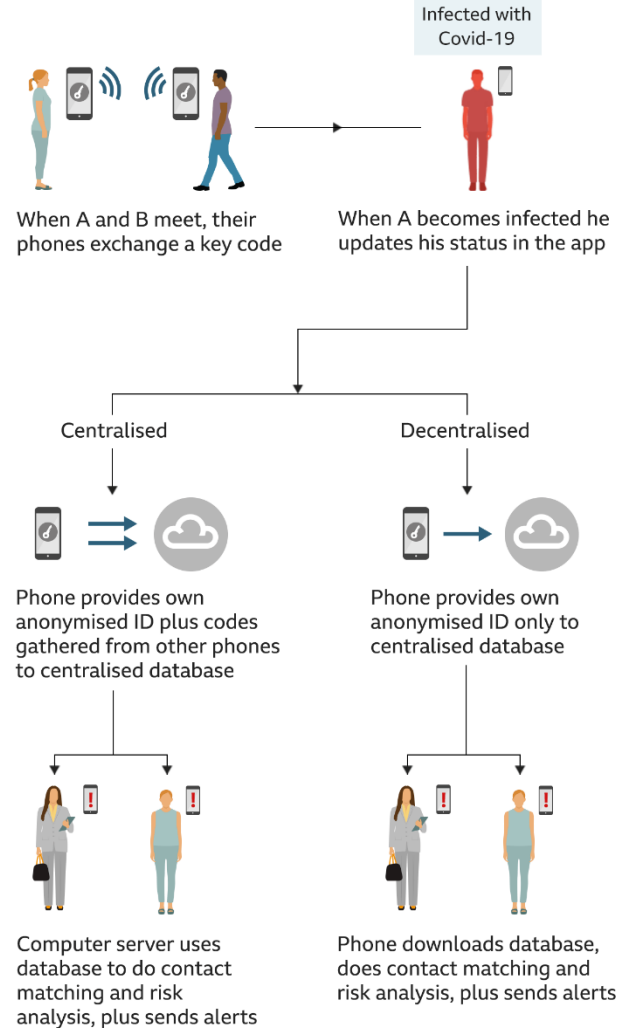 Infected with
Covid-19
When A and B meet, their
phones exchange a key code
When A becomes infected he
updates his status in the app
Centralised
Decentralised
Phone provides own
anonymised ID plus codes
gathered from other phones
to centralised database
Phone provides own
anonymised ID only to
centralised database
!
!
!
!
Computer server uses
database to do contact
matching and risk
analysis, plus sends alerts
Phone downloads database,
does contact matching and
risk analysis, plus sends alerts